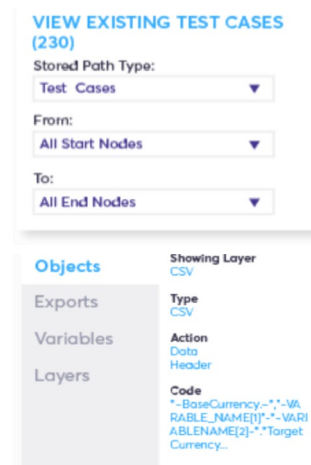 VIEW EXISTING TEST CASES
(230)
Stored Path Type:
Test Cases
From:
All Start Nodes
To:
All End Nodes
Objects
Exports
Variables
Layers
Showing Layer
CSV
Type
CSV
Action
Data
Header
Code
"-BaseCurrency.-","-VA
RABLE_NAME[1]"-"-VARI
ABLENAME[2]-"."Target
Currency...